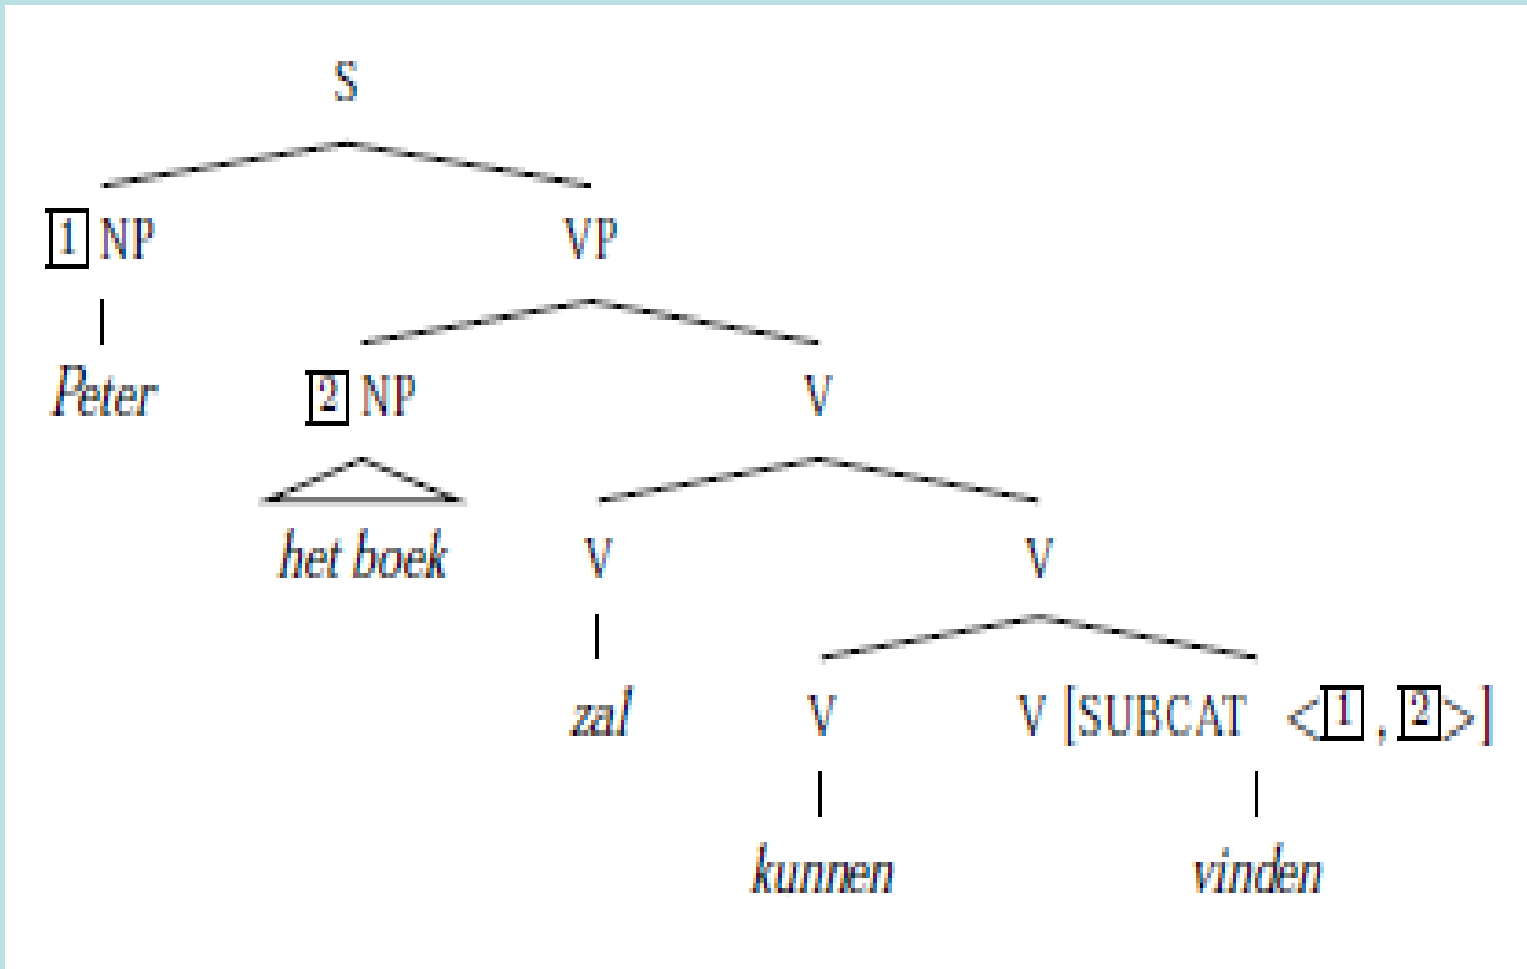 S
1 NP VP
Peter 2 NP V
het boek V V
zal V V [SUBCAT <1, 2>]
kunnen vinden